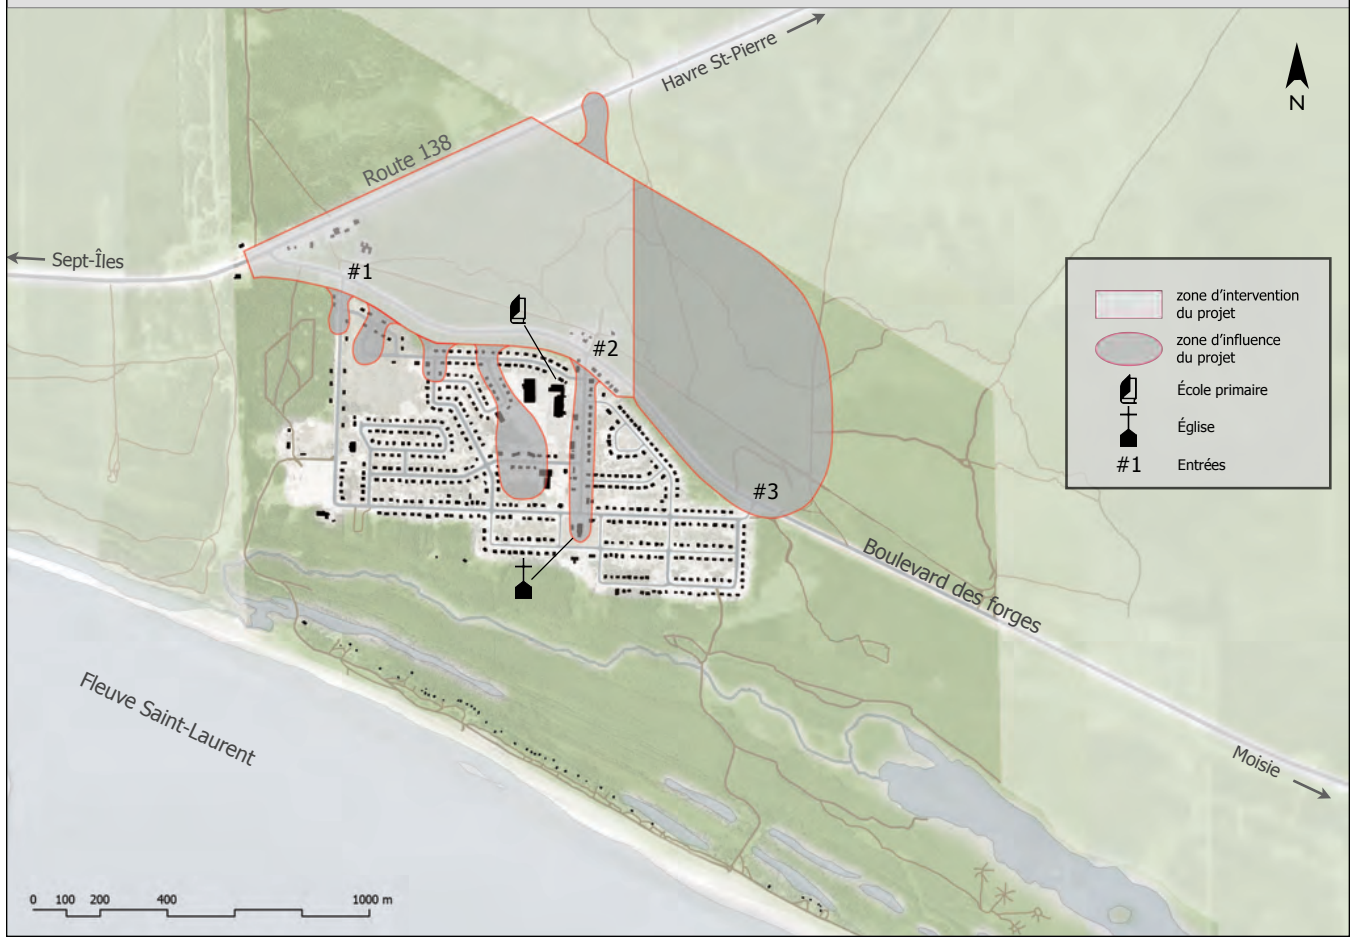 Havre St-Pierre
N
Route 138
Sept-Îles
#1
#2
#3
zone d'intervention
du projet
zone d'influence
du projet
École primaire
Église
#1 Entrées
Boulevard des forges
Fleuve Saint-Laurent
Moisie
0 100 200 400 1000 m